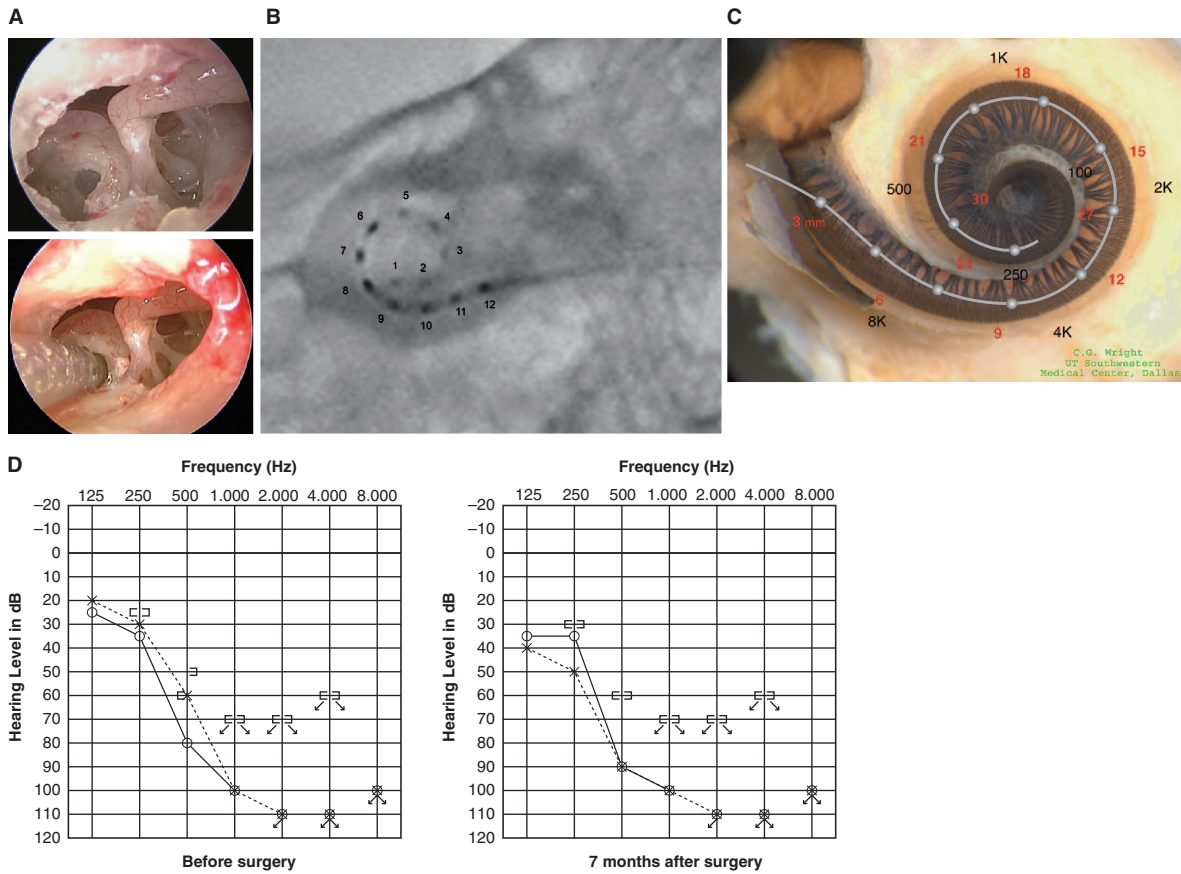 A
B
C
5
6
4
7
3
1
2
8
12
11
9
10
1K
18
21
15
100
2K
500
30
27
3 mm
24
250
12
6
8K
9
4K
C.G. Wright
UT Southwestern
Medical Center, Dallas
D
Frequency (Hz)
125 250 500 1.000 2.000 4.000 8.000
Hearing Level in dB
–20
–10
0
10
20
30
40
50
60
70
80
90
100
110
120
Before surgery
Frequency (Hz)
125 250 500 1.000 2.000 4.000 8.000
Hearing Level in dB
–20
–10
0
10
20
30
40
50
60
70
80
90
100
110
120
7 months after surgery